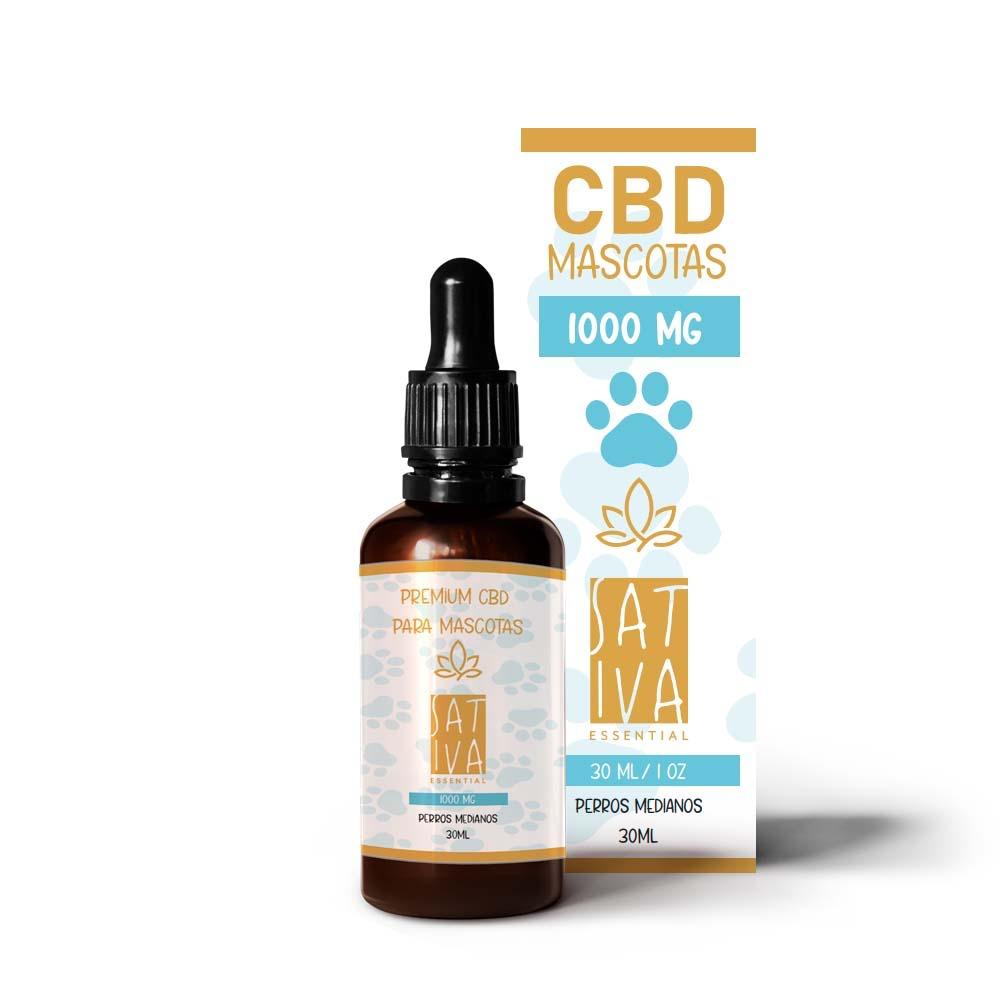 CBD
MASCOTAS
1000 MG
SAT
IVA
ESSENTIAL
30 ML / 1 OZ
PERROS MEDIANOS
30ML
PREMIUM CBD
PARA MASCOTAS
SAT
IVA
ESSENTIAL
1000 MG
PERROS MEDIANOS
30ML